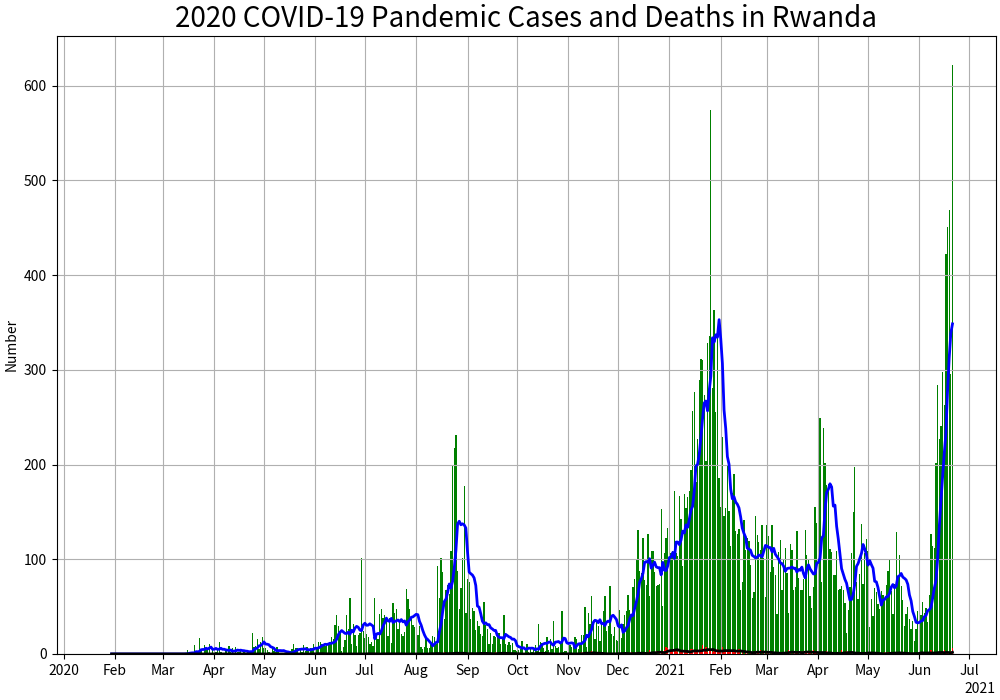 2020 COVID-19 Pandemic Cases and Deaths in Rwanda
600
500
400
300
200
100
0
Number
2020 Feb Mar Apr May Jun Jul Aug Sep Oct Nov Dec 2021 Feb Mar Apr May Jun Jul
2021